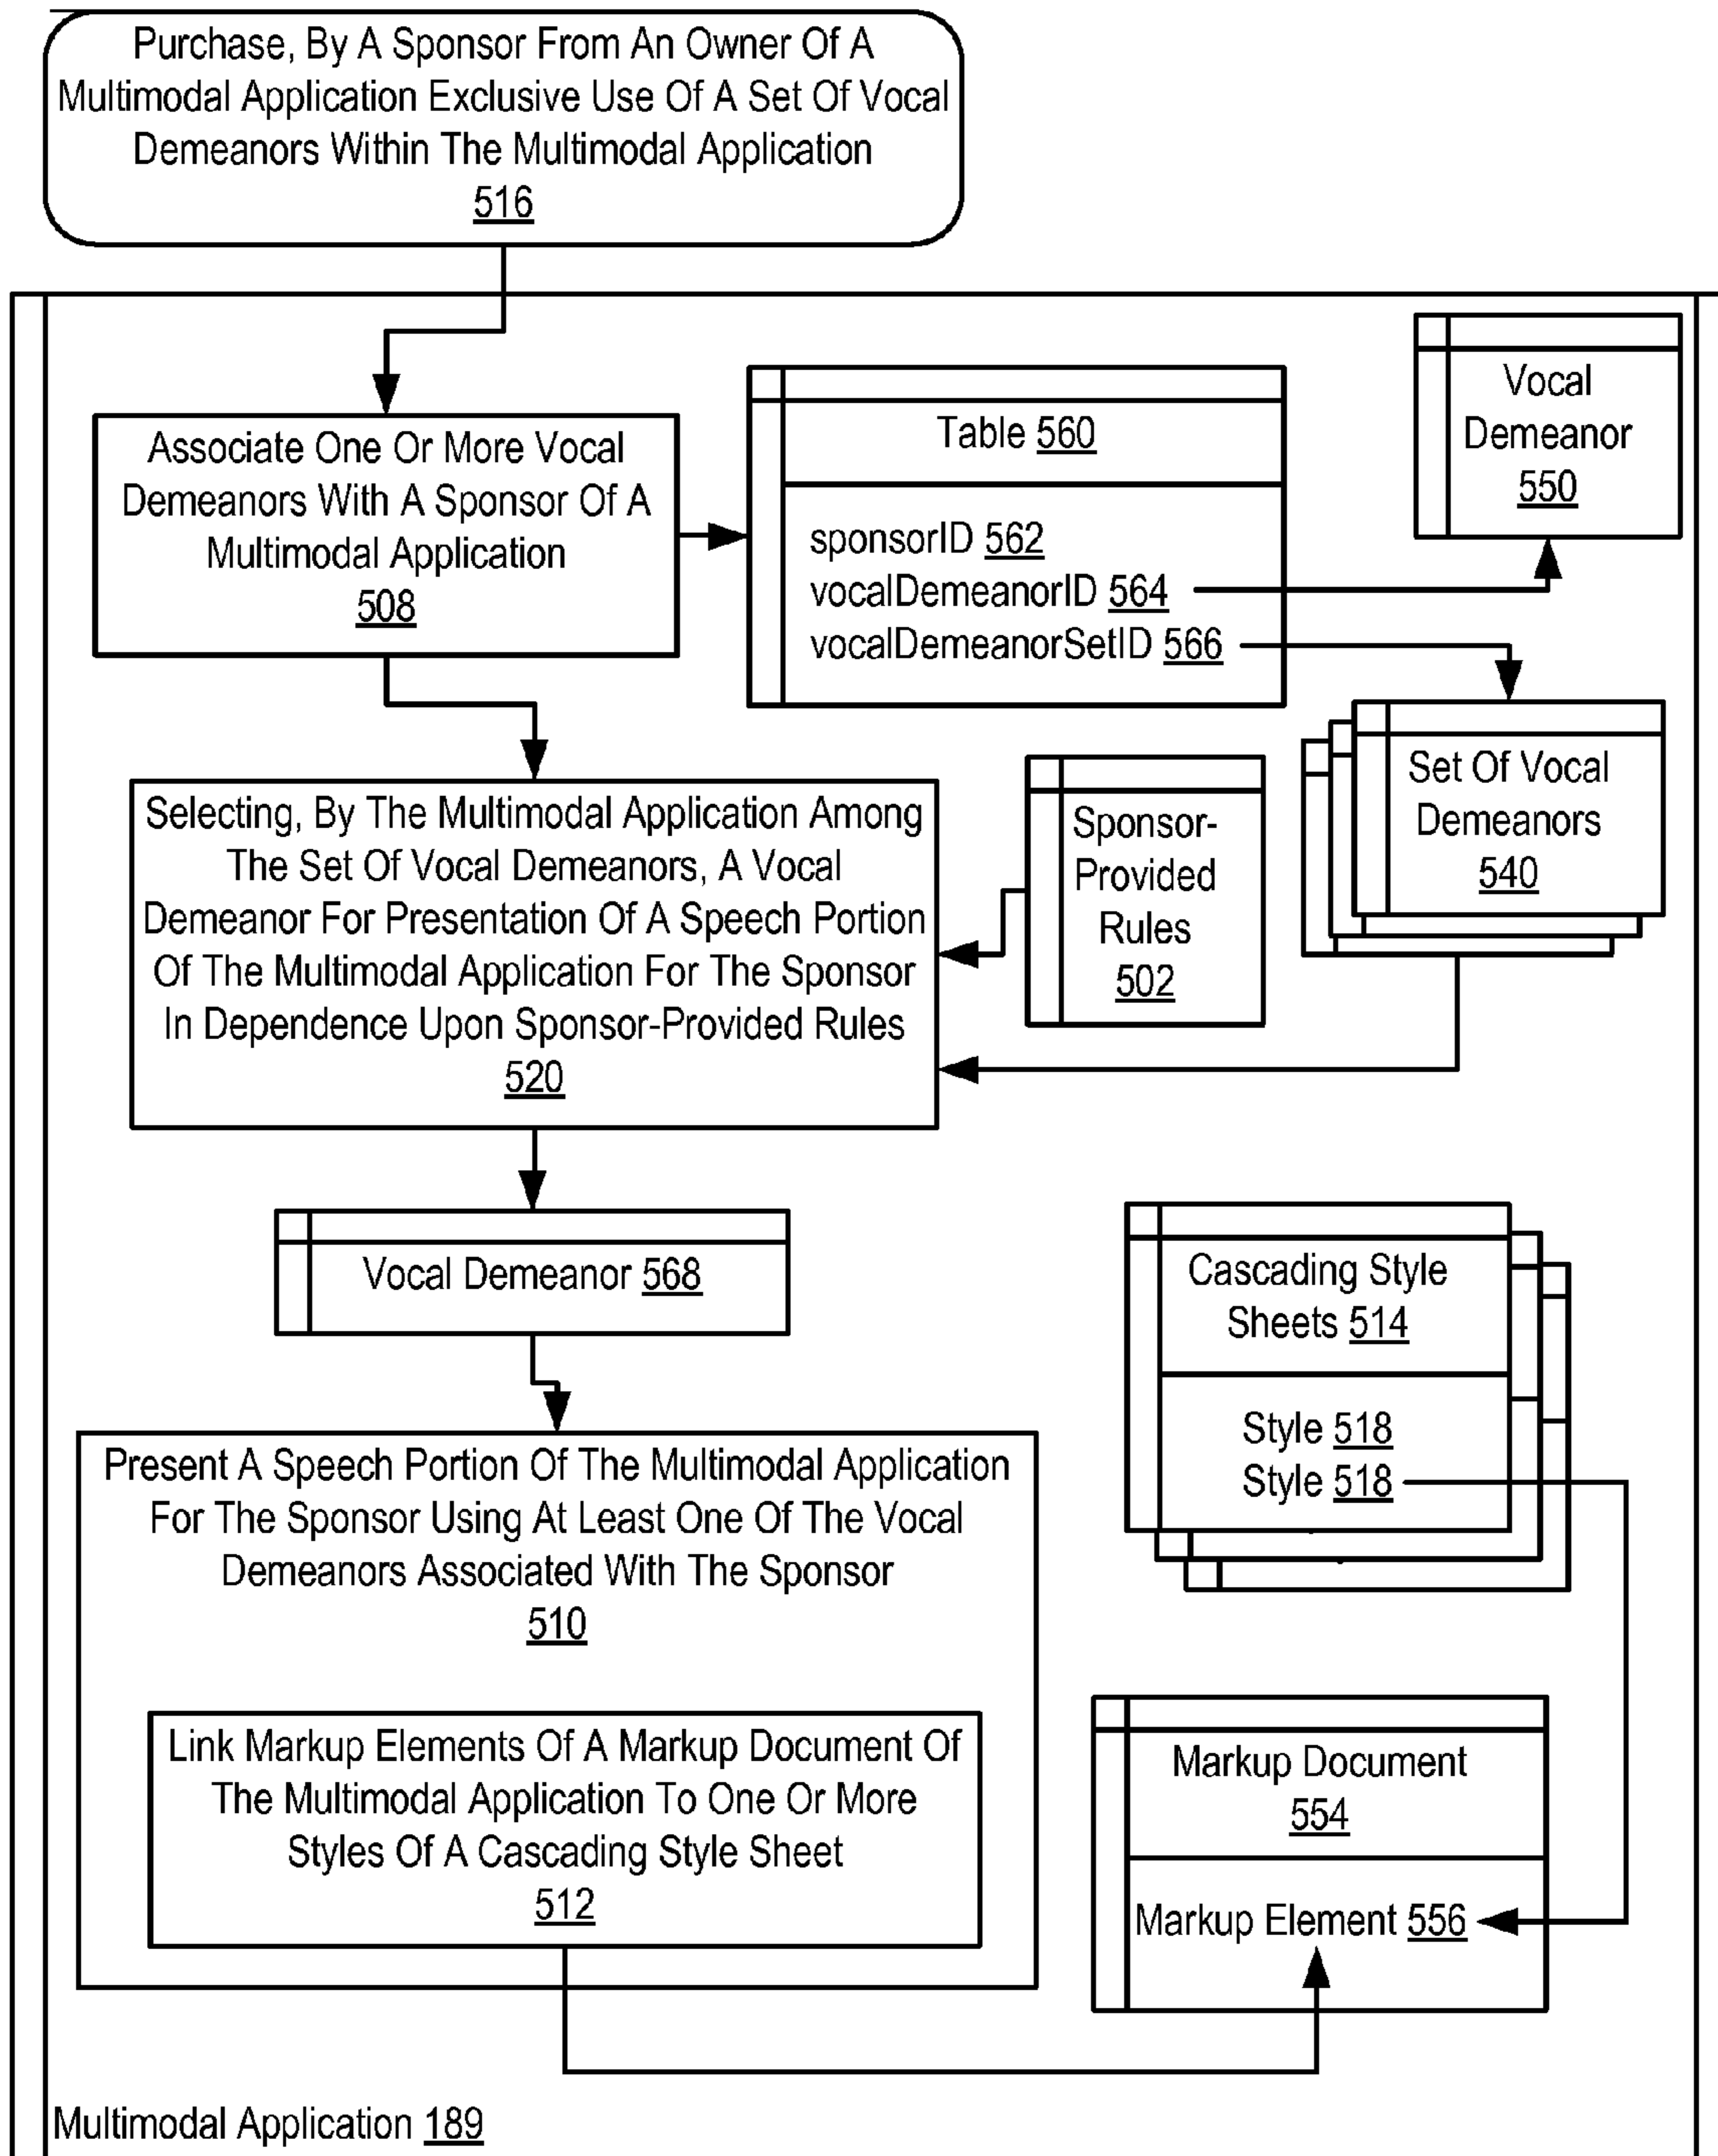 Purchase, By A Sponsor From An Owner Of A
Multimodal Application Exclusive Use Of A Set Of Vocal
Demeanors Within The Multimodal Application
516
Associate One Or More Vocal
Demeanors With A Sponsor Of A
Multimodal Application
508
Table 560
sponsorID 562
vocalDemeanorID 564
vocalDemeanorSetID 566
Vocal
Demeanor
550
Set Of Vocal
Demeanors
540
Sponsor-
Provided
Rules
502
Selecting, By The Multimodal Application Among
The Set Of Vocal Demeanors, A Vocal
Demeanor For Presentation Of A Speech Portion
Of The Multimodal Application For The Sponsor
In Dependence Upon Sponsor-Provided Rules
520
Vocal Demeanor 568
Cascading Style
Sheets 514
Style 518
Style 518
Present A Speech Portion Of The Multimodal Application
For The Sponsor Using At Least One Of The Vocal
Demeanors Associated With The Sponsor
510
Link Markup Elements Of A Markup Document Of
The Multimodal Application To One Or More
Styles Of A Cascading Style Sheet
512
Markup Document
554
Markup Element 556
Multimodal Application 189